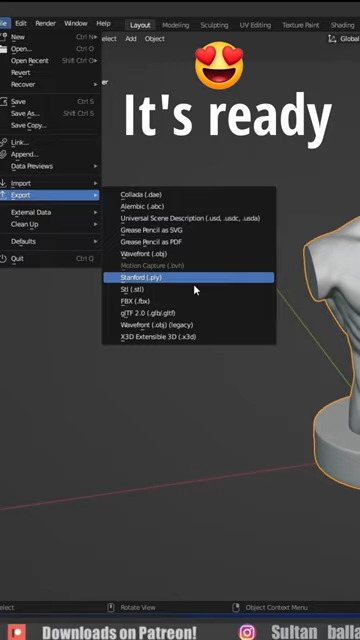 File Edit Render Window Help Layout Modeling Sculpting UV Editing Texture Paint Shading
New Ctrl N
Open... Ctrl O
Open Recent Shift Ctrl O
Revert
Recover
Save Ctrl S
Save As... Shift Ctrl S
Save Copy...
Link...
Append...
Data Previews
Import
Export
External Data
Clean Up
Defaults
Quit Ctrl Q
Select Add Object
Global
It's ready
Collada (.dae)
Alembic (.abc)
Universal Scene Description (.usd, .usdc, .usda)
Grease Pencil as SVG
Grease Pencil as PDF
Wavefront (.obj)
Motion Capture (.bvh)
Stanford (.ply)
Stl (.stl)
FBX (.fbx)
glTF 2.0 (.glb/.gltf)
Wavefront (.obj) (legacy)
X3D Extensible 3D (.x3d)
Select Rotate View Object Context Menu
Downloads on Patreon!